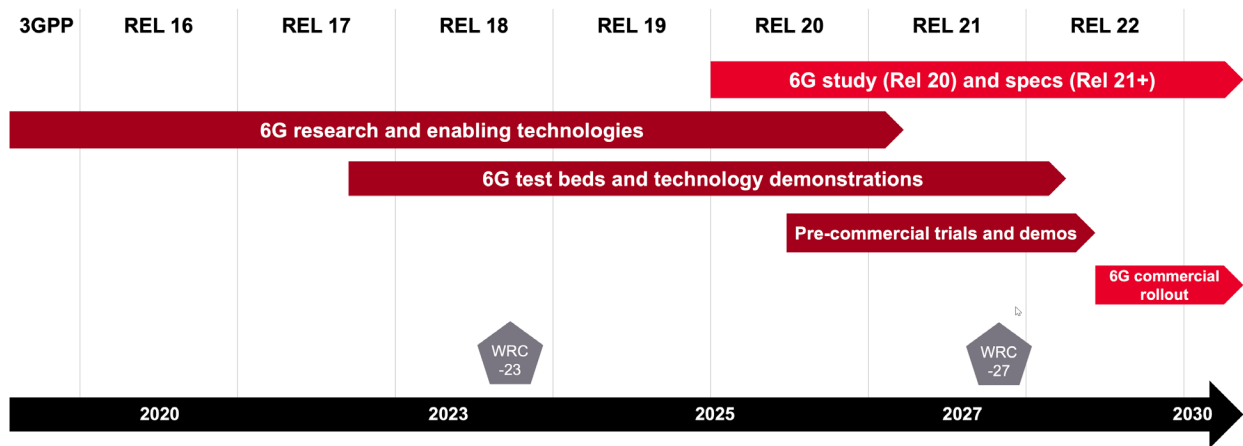 3GPP REL 16 REL 17 REL 18 REL 19 REL 20 REL 21 REL 22
6G study (Rel 20) and specs (Rel 21+)
6G research and enabling technologies
6G test beds and technology demonstrations
Pre-commercial trials and demos
6G commercial
rollout
WRC
-23
WRC
-27
2020 2023 2025 2027 2030